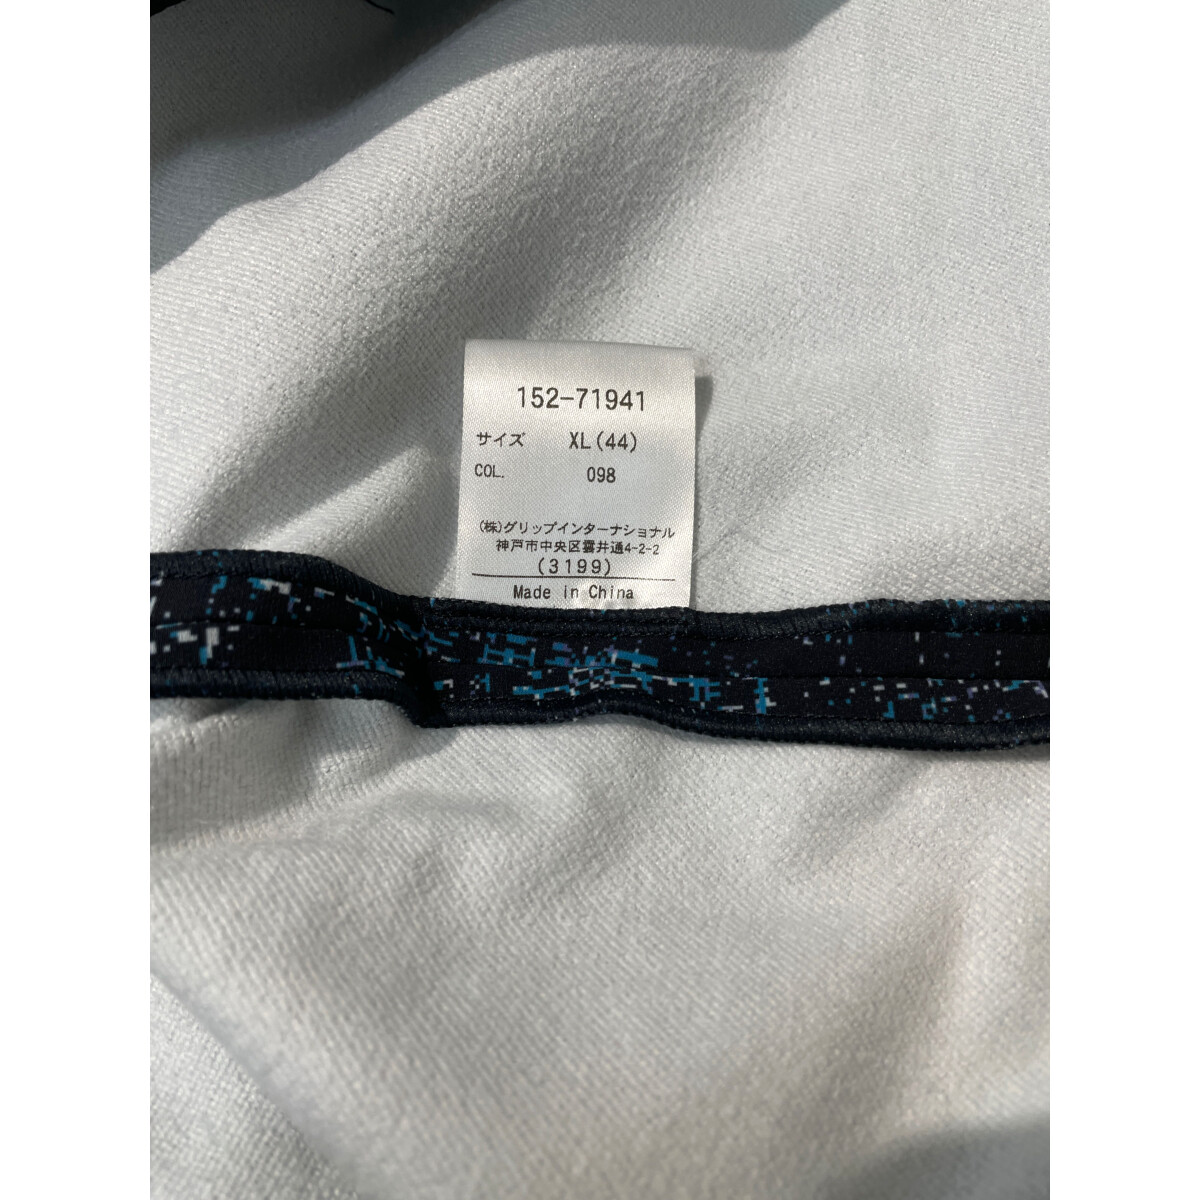 152-71941
サイズ XL(44)
COL. 098
(株)グリップインターナショナル
神戸市中央区雲井通4-2-2
(3199)
Made in China